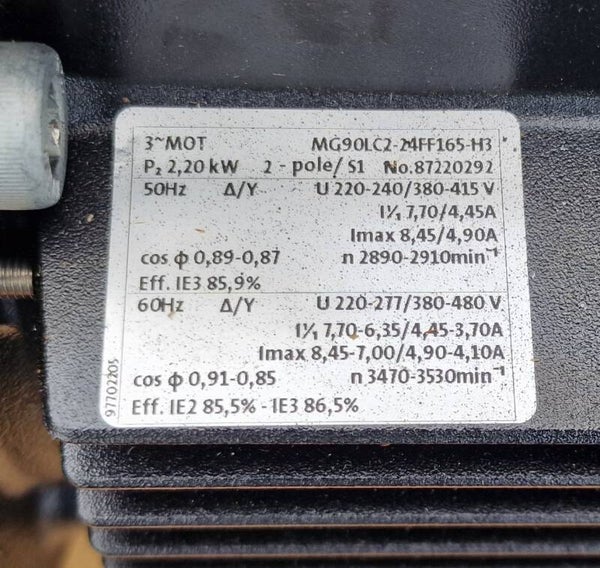 3~MOT MG90LC2-24FF165-H3
P₂ 2,20 kW 2 - pole/ S1 No.87220292
50Hz Δ/Y U 220-240/380-415 V
I1/1 7,70/4,45A
Imax 8,45/4,90A
cos φ 0,89-0,87 n 2890-2910min⁻¹
Eff. IE3 85,9%
60Hz Δ/Y U 220-277/380-480 V
I1/1 7,70-6,35/4,45-3,70A
Imax 8,45-7,00/4,90-4,10A
cos φ 0,91-0,85 n 3470-3530min⁻¹
Eff. IE2 85,5% - IE3 86,5%
97702205